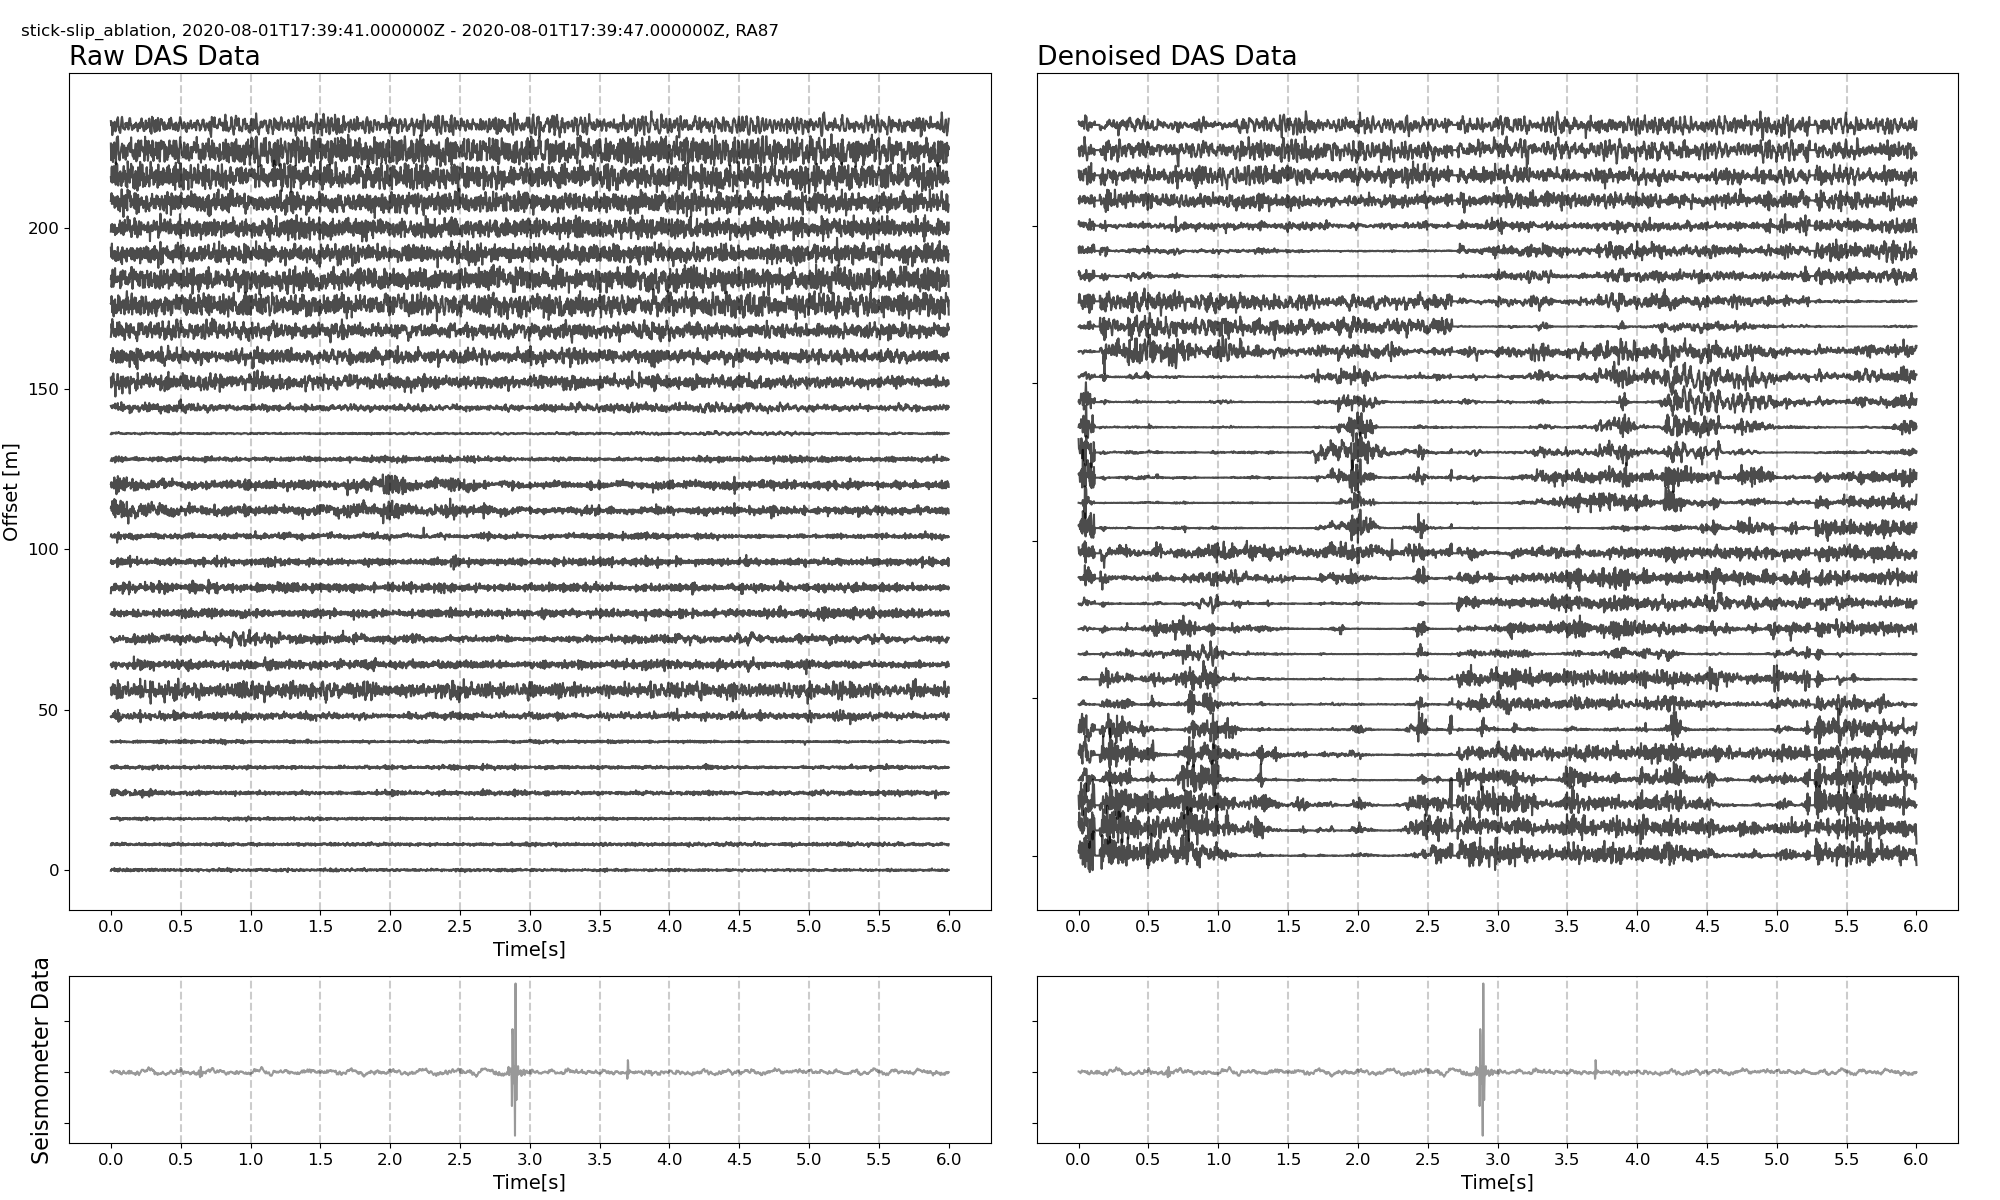 stick-slip_ablation, 2020-08-01T17:39:41.000000Z - 2020-08-01T17:39:47.000000Z, RA87
Raw DAS Data
Denoised DAS Data
Offset [m]
200
150
100
50
0
0.0 0.5 1.0 1.5 2.0 2.5 3.0 3.5 4.0 4.5 5.0 5.5 6.0
Time[s]
0.0 0.5 1.0 1.5 2.0 2.5 3.0 3.5 4.0 4.5 5.0 5.5 6.0
Seismometer Data
0.0 0.5 1.0 1.5 2.0 2.5 3.0 3.5 4.0 4.5 5.0 5.5 6.0
Time[s]
0.0 0.5 1.0 1.5 2.0 2.5 3.0 3.5 4.0 4.5 5.0 5.5 6.0
Time[s]